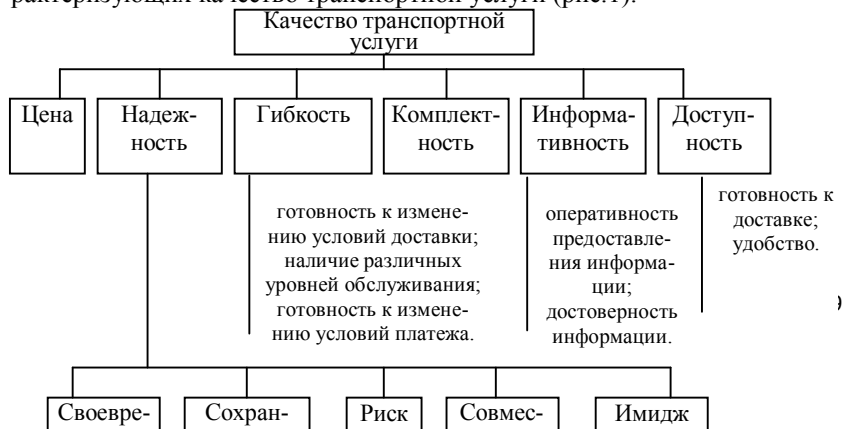 рактеризующих качество транспортной услуги (рис.1).
Качество транспортной
услуги
Цена
Надеж-
ность
Гибкость
Комплект-
ность
Информа-
тивность
Доступ-
ность
готовность к измене-
нию условий доставки;
наличие различных
уровней обслуживания;
готовность к измене-
нию условий платежа.
оперативность
предоставле-
ния информа-
ции;
достоверность
информации.
готовность к
доставке;
удобство.
Своевре-
Сохран-
Риск
Совмес-
Имидж